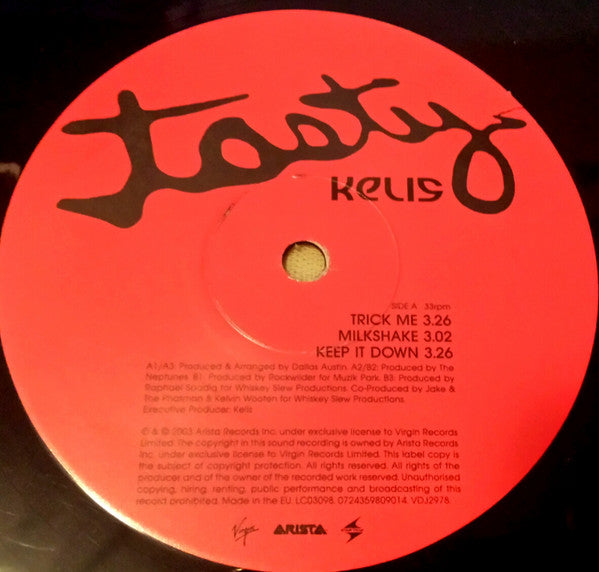 tasty
KELIS
SIDE A 33rpm
TRICK ME 3.26
MILKSHAKE 3.02
KEEP IT DOWN 3.26
A1/A3: Produced & Arranged by Dallas Austin. A2/B2: Produced by The
Neptunes. B1: Produced by Rockwilder for Muzik Park. B3: Produced by
Raphael Saadiq for Whiskey Slew Productions. Co-Produced by Jake &
The Phatman & Kelvin Wooten for Whiskey Slew Productions.
Executive Producer: Kelis
℗ & © 2003 Arista Records Inc. under exclusive license to Virgin Records
Limited. The copyright in this sound recording is owned by Arista Records
Inc. under exclusive license to Virgin Records Limited. This label copy is
the subject of copyright protection. All rights reserved. All rights of the
producer and of the owner of the recorded work reserved. Unauthorised
copying, hiring, renting, public performance and broadcasting of this
record prohibited. Made in the EU. LC03098. 0724359809014. VDJ2978.
Virgin ARISTA